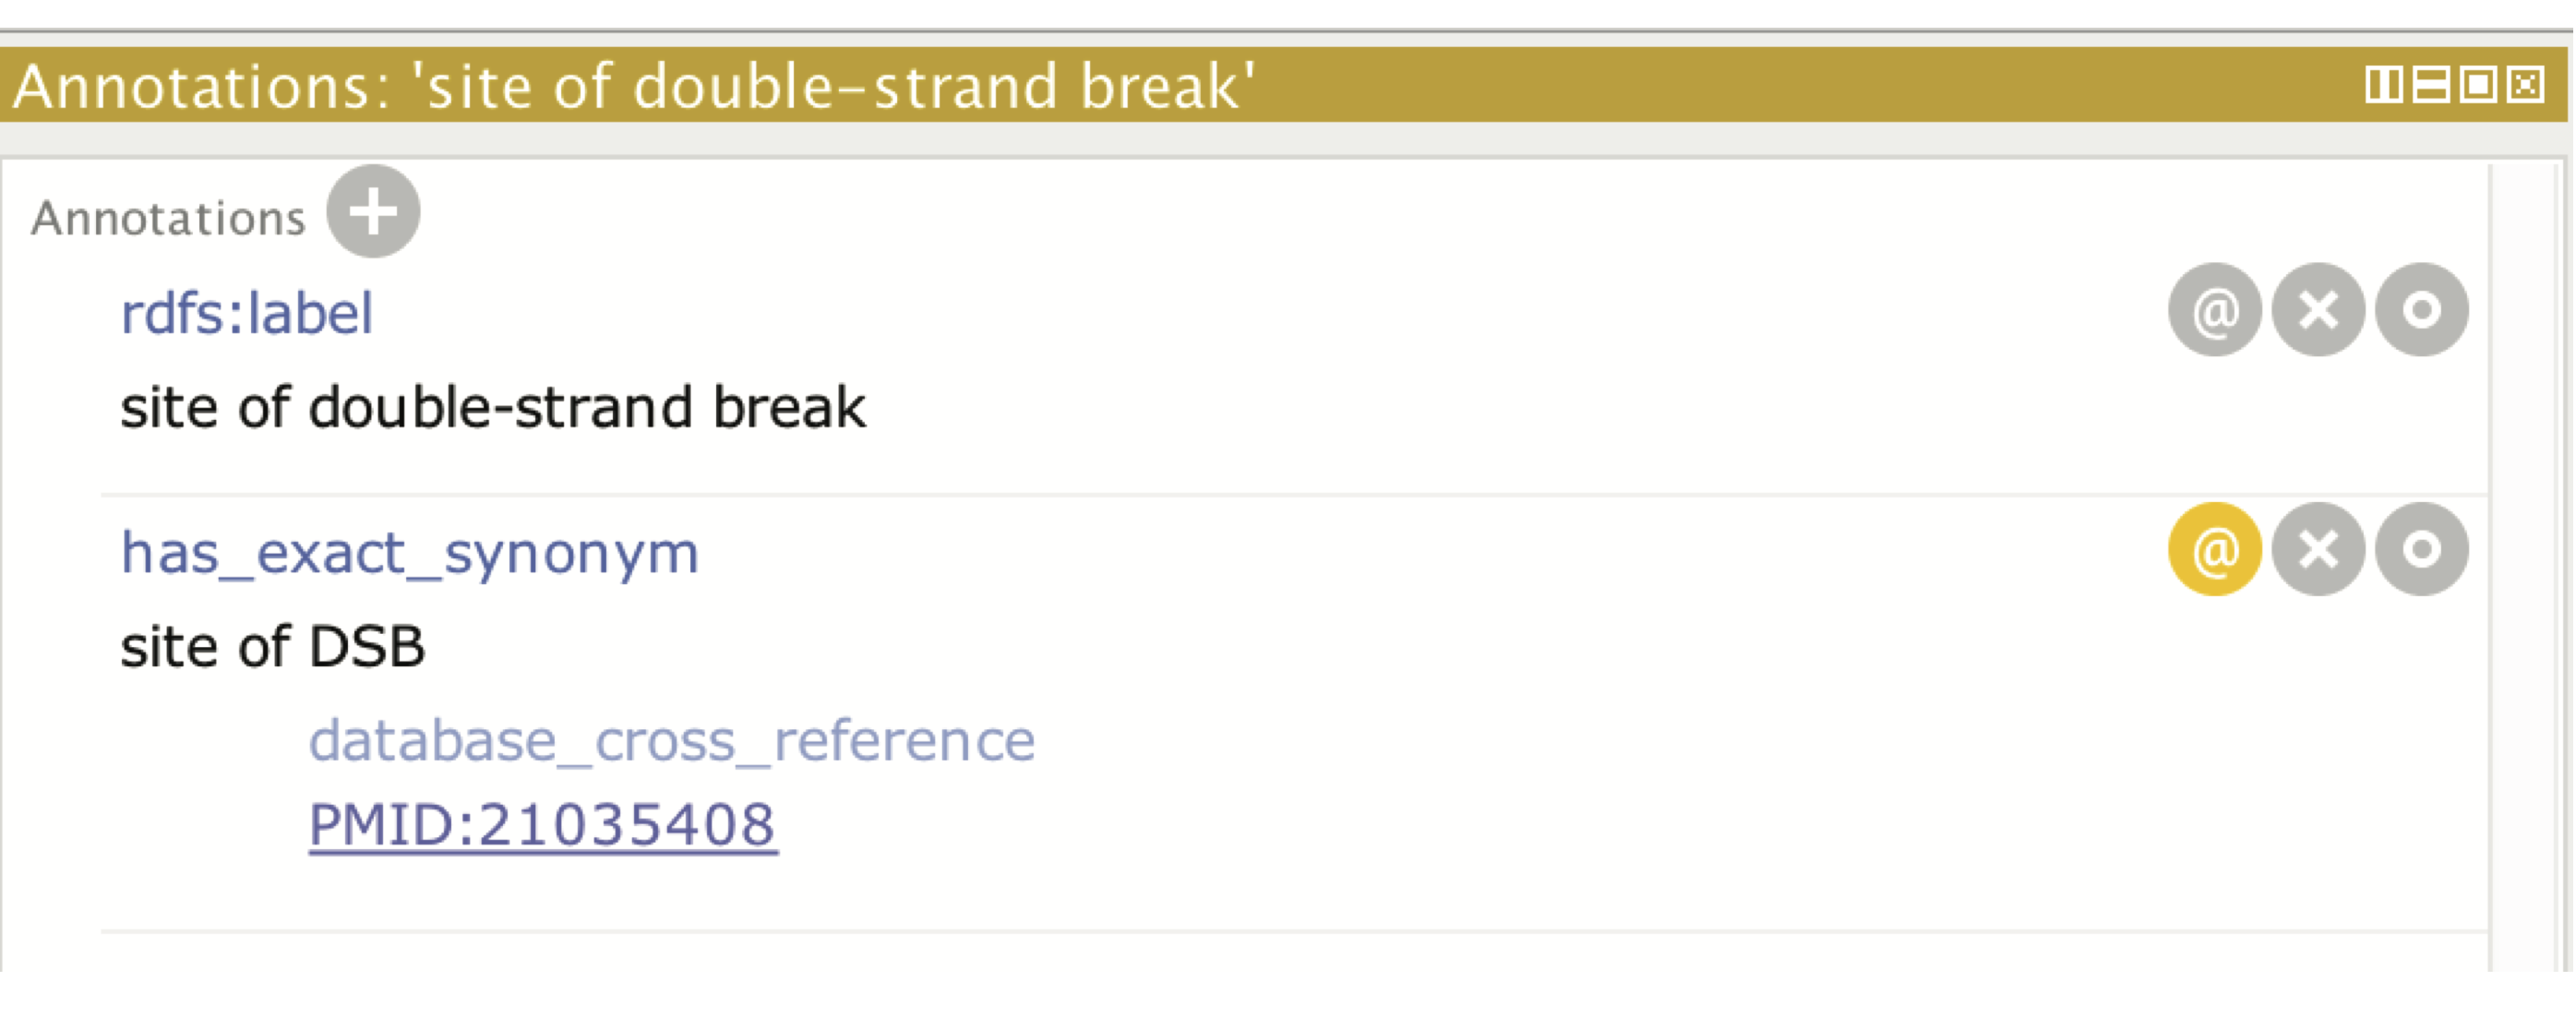 Annotations: 'site of double-strand break'
Annotations +
rdfs:label
@
site of double-strand break
has_exact_synonym
@
site of DSB
database_cross_reference
PMID:21035408